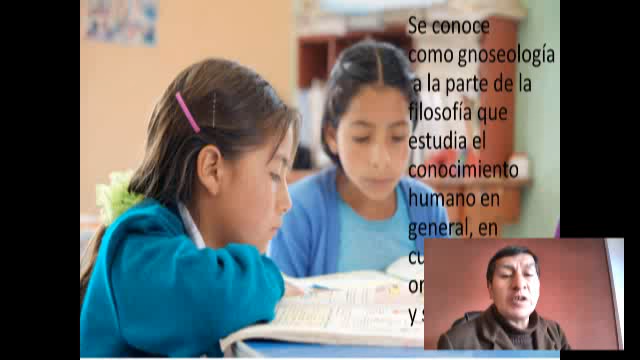 Se conoce
como gnoseología
a la parte de la
filosofía que
estudia el
conocimiento
humano en
general, en